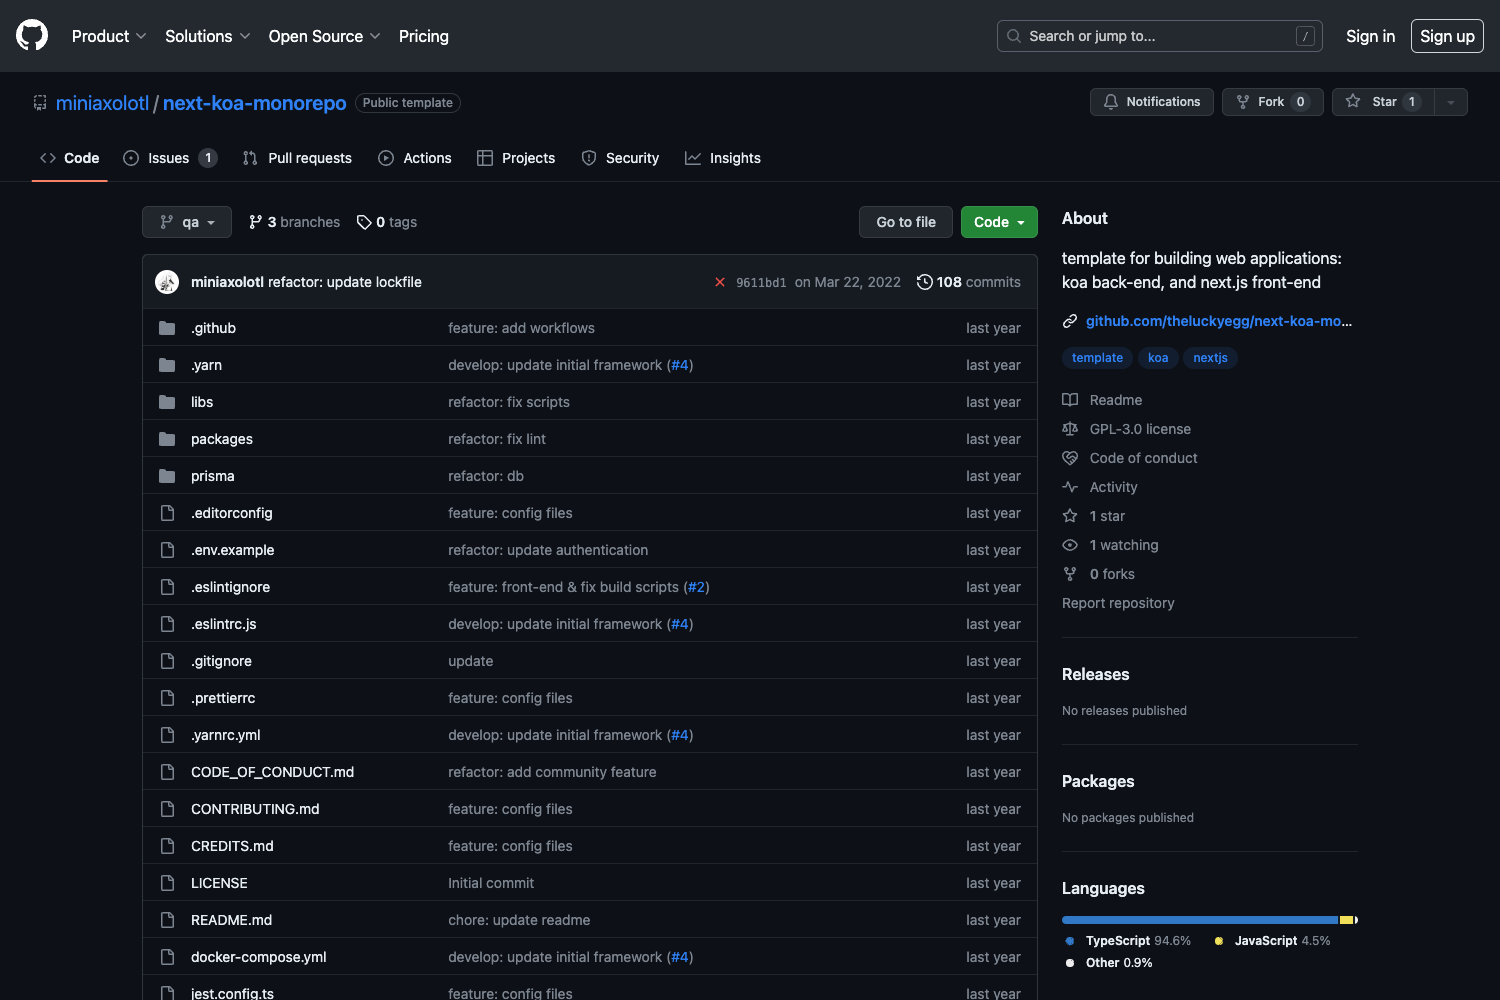 Product Solutions Open Source Pricing Search or jump to... / Sign in Sign up
miniaxolotl / next-koa-monorepo Public template Notifications Fork 0 Star 1
Code Issues 1 Pull requests Actions Projects Security Insights
qa 3 branches 0 tags Go to file Code
miniaxolotl refactor: update lockfile 9611bd1 on Mar 22, 2022 108 commits
.github feature: add workflows last year
.yarn develop: update initial framework (#4) last year
libs refactor: fix scripts last year
packages refactor: fix lint last year
prisma refactor: db last year
.editorconfig feature: config files last year
.env.example refactor: update authentication last year
.eslintignore feature: front-end & fix build scripts (#2) last year
.eslintrc.js develop: update initial framework (#4) last year
.gitignore update last year
.prettierrc feature: config files last year
.yarnrc.yml develop: update initial framework (#4) last year
CODE_OF_CONDUCT.md refactor: add community feature last year
CONTRIBUTING.md feature: config files last year
CREDITS.md feature: config files last year
LICENSE Initial commit last year
README.md chore: update readme last year
docker-compose.yml develop: update initial framework (#4) last year
jest.config.ts feature: config files last year
About
template for building web applications:
koa back-end, and next.js front-end
github.com/theluckyegg/next-koa-mo...
template koa nextjs
Readme
GPL-3.0 license
Code of conduct
Activity
1 star
1 watching
0 forks
Report repository
Releases
No releases published
Packages
No packages published
Languages
TypeScript 94.6% JavaScript 4.5%
Other 0.9%